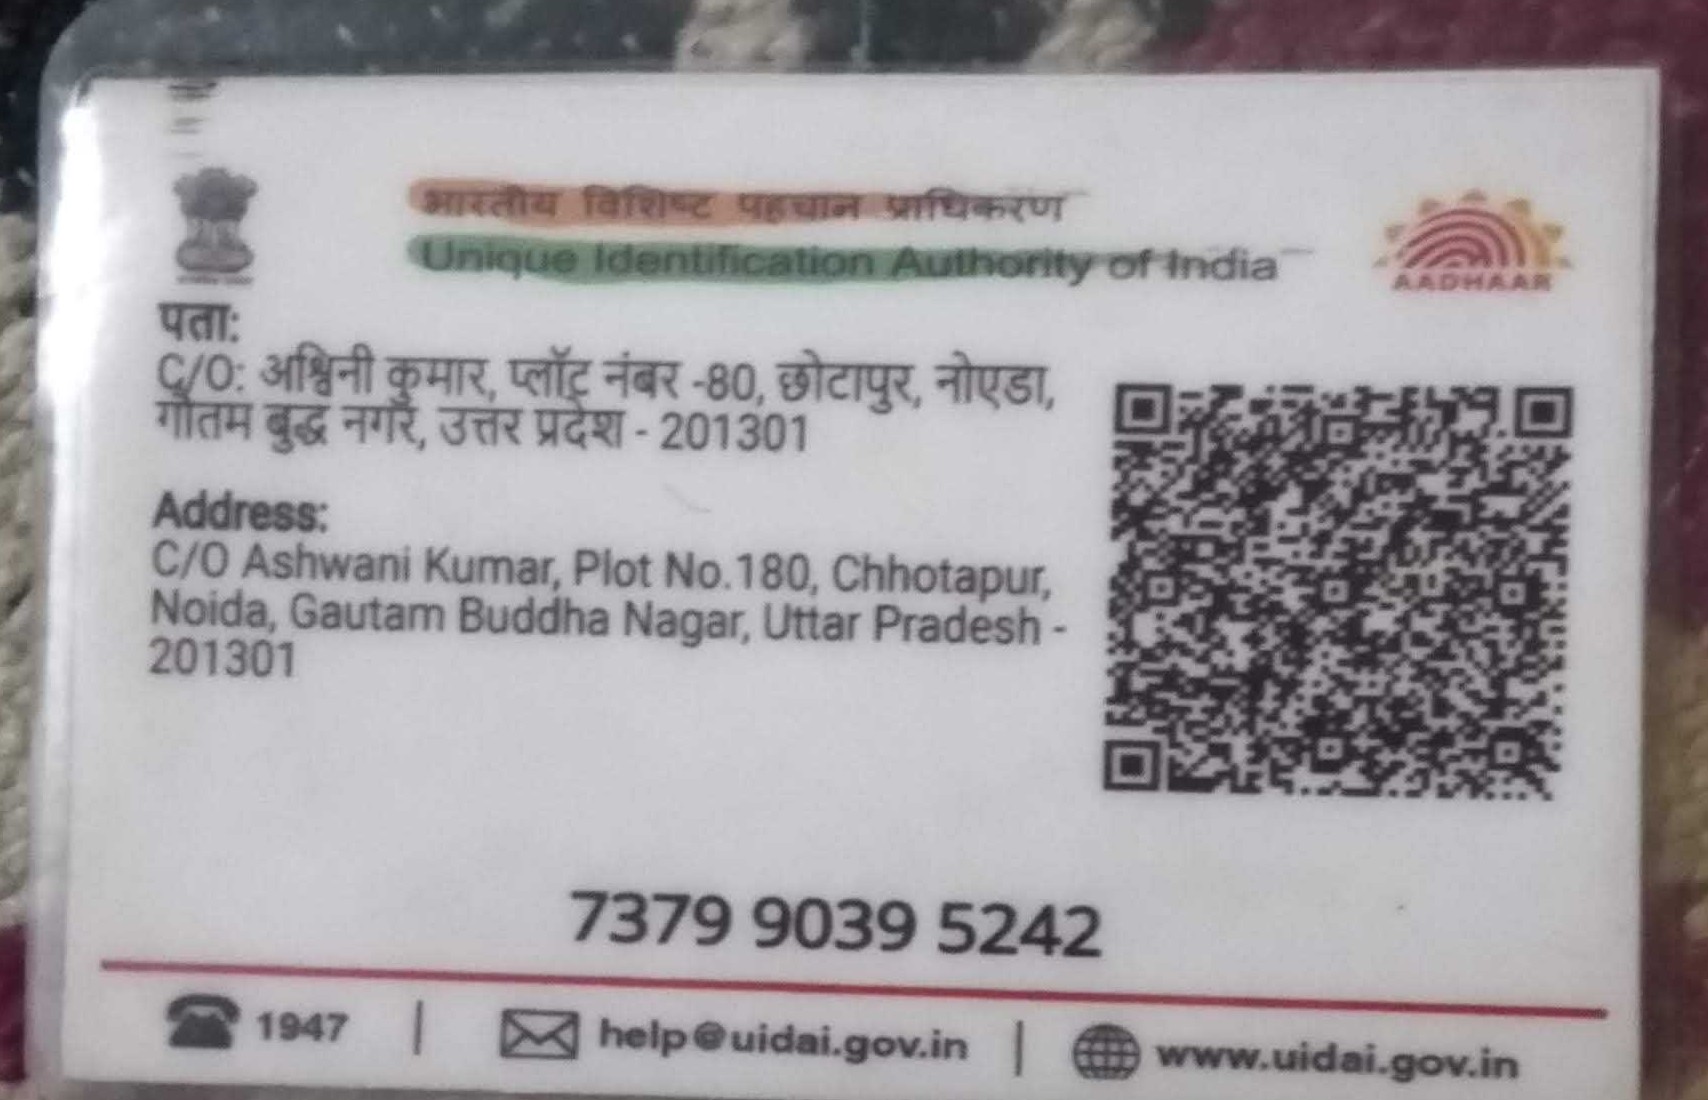 भारतीय विशिष्ट पहचान प्राधिकरण
Unique Identification Authority of India
AADHAAR
पता:
C/O: अश्विनी कुमार, प्लॉट नंबर -80, छोटापुर, नोएडा,
गौतम बुद्ध नगर, उत्तर प्रदेश - 201301
Address:
C/O Ashwani Kumar, Plot No.180, Chhotapur,
Noida, Gautam Buddha Nagar, Uttar Pradesh -
201301
7379 9039 5242
1947 | help@uidai.gov.in | www.uidai.gov.in